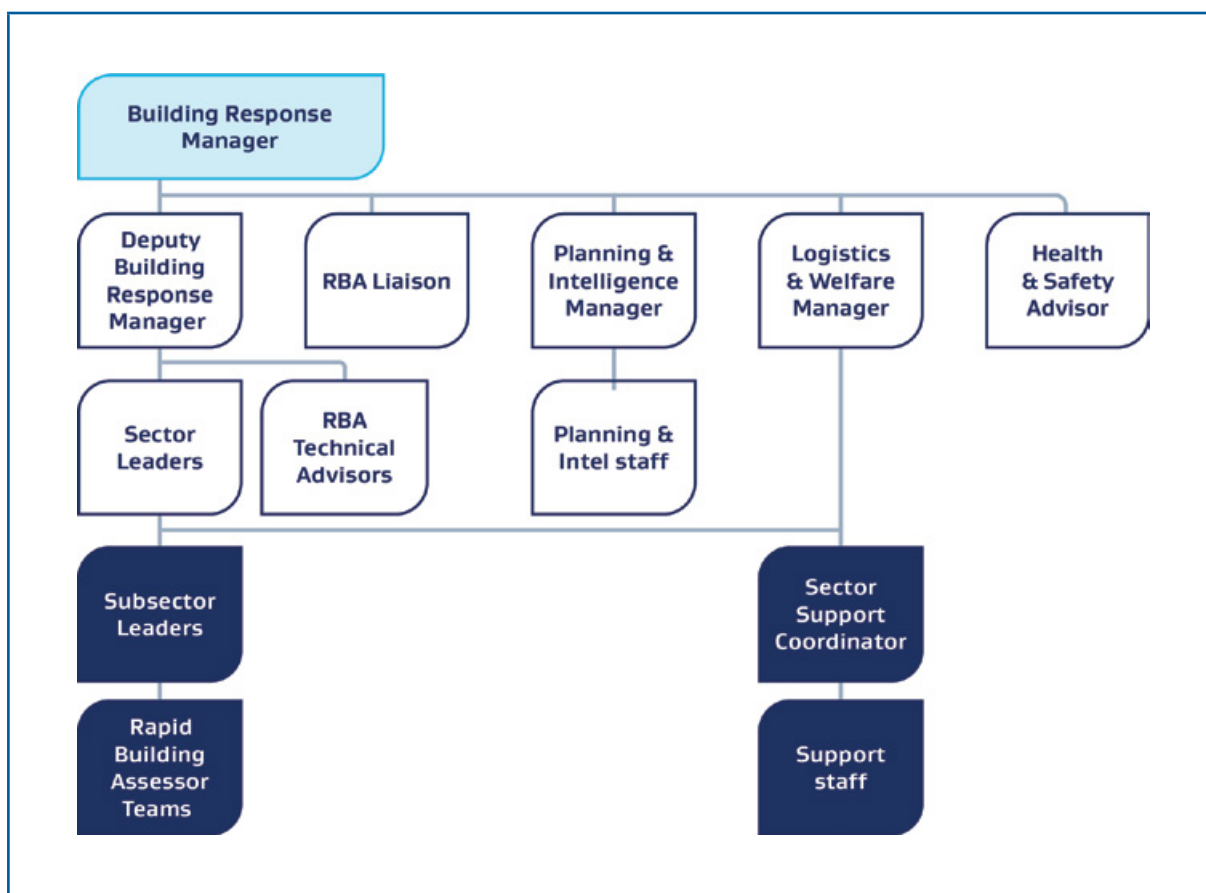 Building Response
Manager
Deputy
Building
Response
Manager
RBA Liaison
Planning &
Intelligence
Manager
Logistics
& Welfare
Manager
Health
& Safety
Advisor
Sector
Leaders
RBA
Technical
Advisors
Planning &
Intel staff
Subsector
Leaders
Sector
Support
Coordinator
Rapid
Building
Assessor
Teams
Support
staff